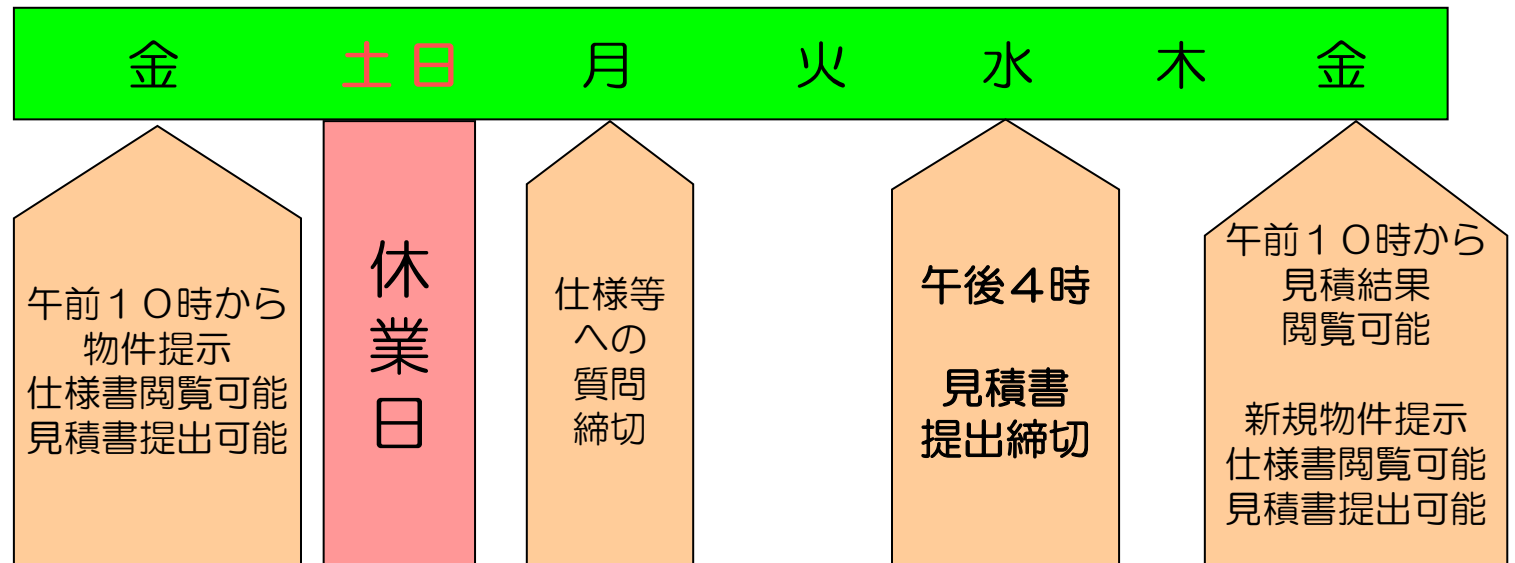 金 土日 月 火 水 木 金
午前１０時から
物件提示
仕様書閲覧可能
見積書提出可能
休
業
日
仕様等
への
質問
締切
午後４時
見積書
提出締切
午前１０時から
見積結果
閲覧可能
新規物件提示
仕様書閲覧可能
見積書提出可能